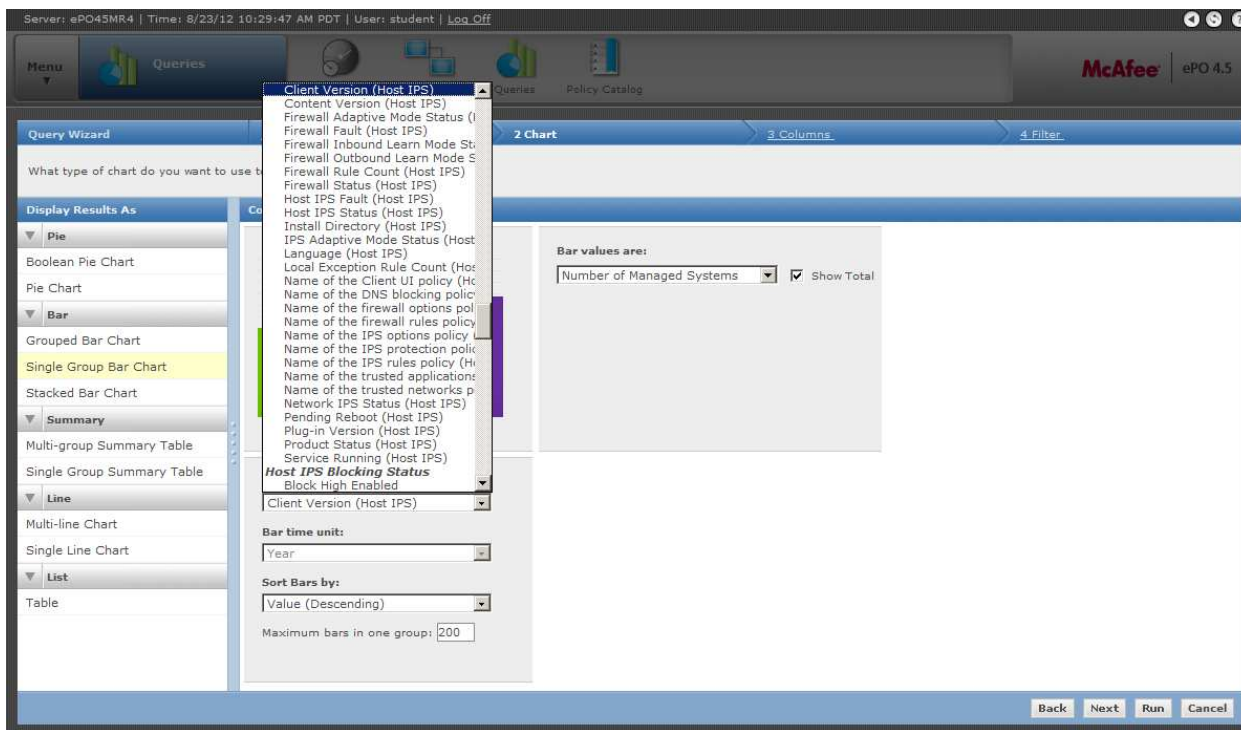 Server: ePO45MR4 | Time: 8/23/12 10:29:47 AM PDT | User: student | Log Off
Menu
Queries
Queries
Policy Catalog
McAfee
ePO 4.5
Query Wizard
2 Chart
3 Columns
4 Filter
What type of chart do you want to use t
Display Results As
Co
Pie
Boolean Pie Chart
Pie Chart
Bar
Grouped Bar Chart
Single Group Bar Chart
Stacked Bar Chart
Summary
Multi-group Summary Table
Single Group Summary Table
Line
Multi-line Chart
Single Line Chart
List
Table
Client Version (Host IPS)
Content Version (Host IPS)
Firewall Adaptive Mode Status (
Firewall Fault (Host IPS)
Firewall Inbound Learn Mode Sta
Firewall Outbound Learn Mode S
Firewall Rule Count (Host IPS)
Firewall Status (Host IPS)
Host IPS Fault (Host IPS)
Host IPS Status (Host IPS)
Install Directory (Host IPS)
IPS Adaptive Mode Status (Host
Language (Host IPS)
Local Exception Rule Count (Hos
Name of the Client UI policy (Ho
Name of the DNS blocking policy
Name of the firewall options pol
Name of the firewall rules policy
Name of the IPS options policy (
Name of the IPS protection polic
Name of the IPS rules policy (Ho
Name of the trusted applications
Name of the trusted networks p
Network IPS Status (Host IPS)
Pending Reboot (Host IPS)
Plug-in Version (Host IPS)
Product Status (Host IPS)
Service Running (Host IPS)
Host IPS Blocking Status
Block High Enabled
Client Version (Host IPS)
Bar time unit:
Year
Sort Bars by:
Value (Descending)
Maximum bars in one group: 200
Bar values are:
Number of Managed Systems
Show Total
Back
Next
Run
Cancel